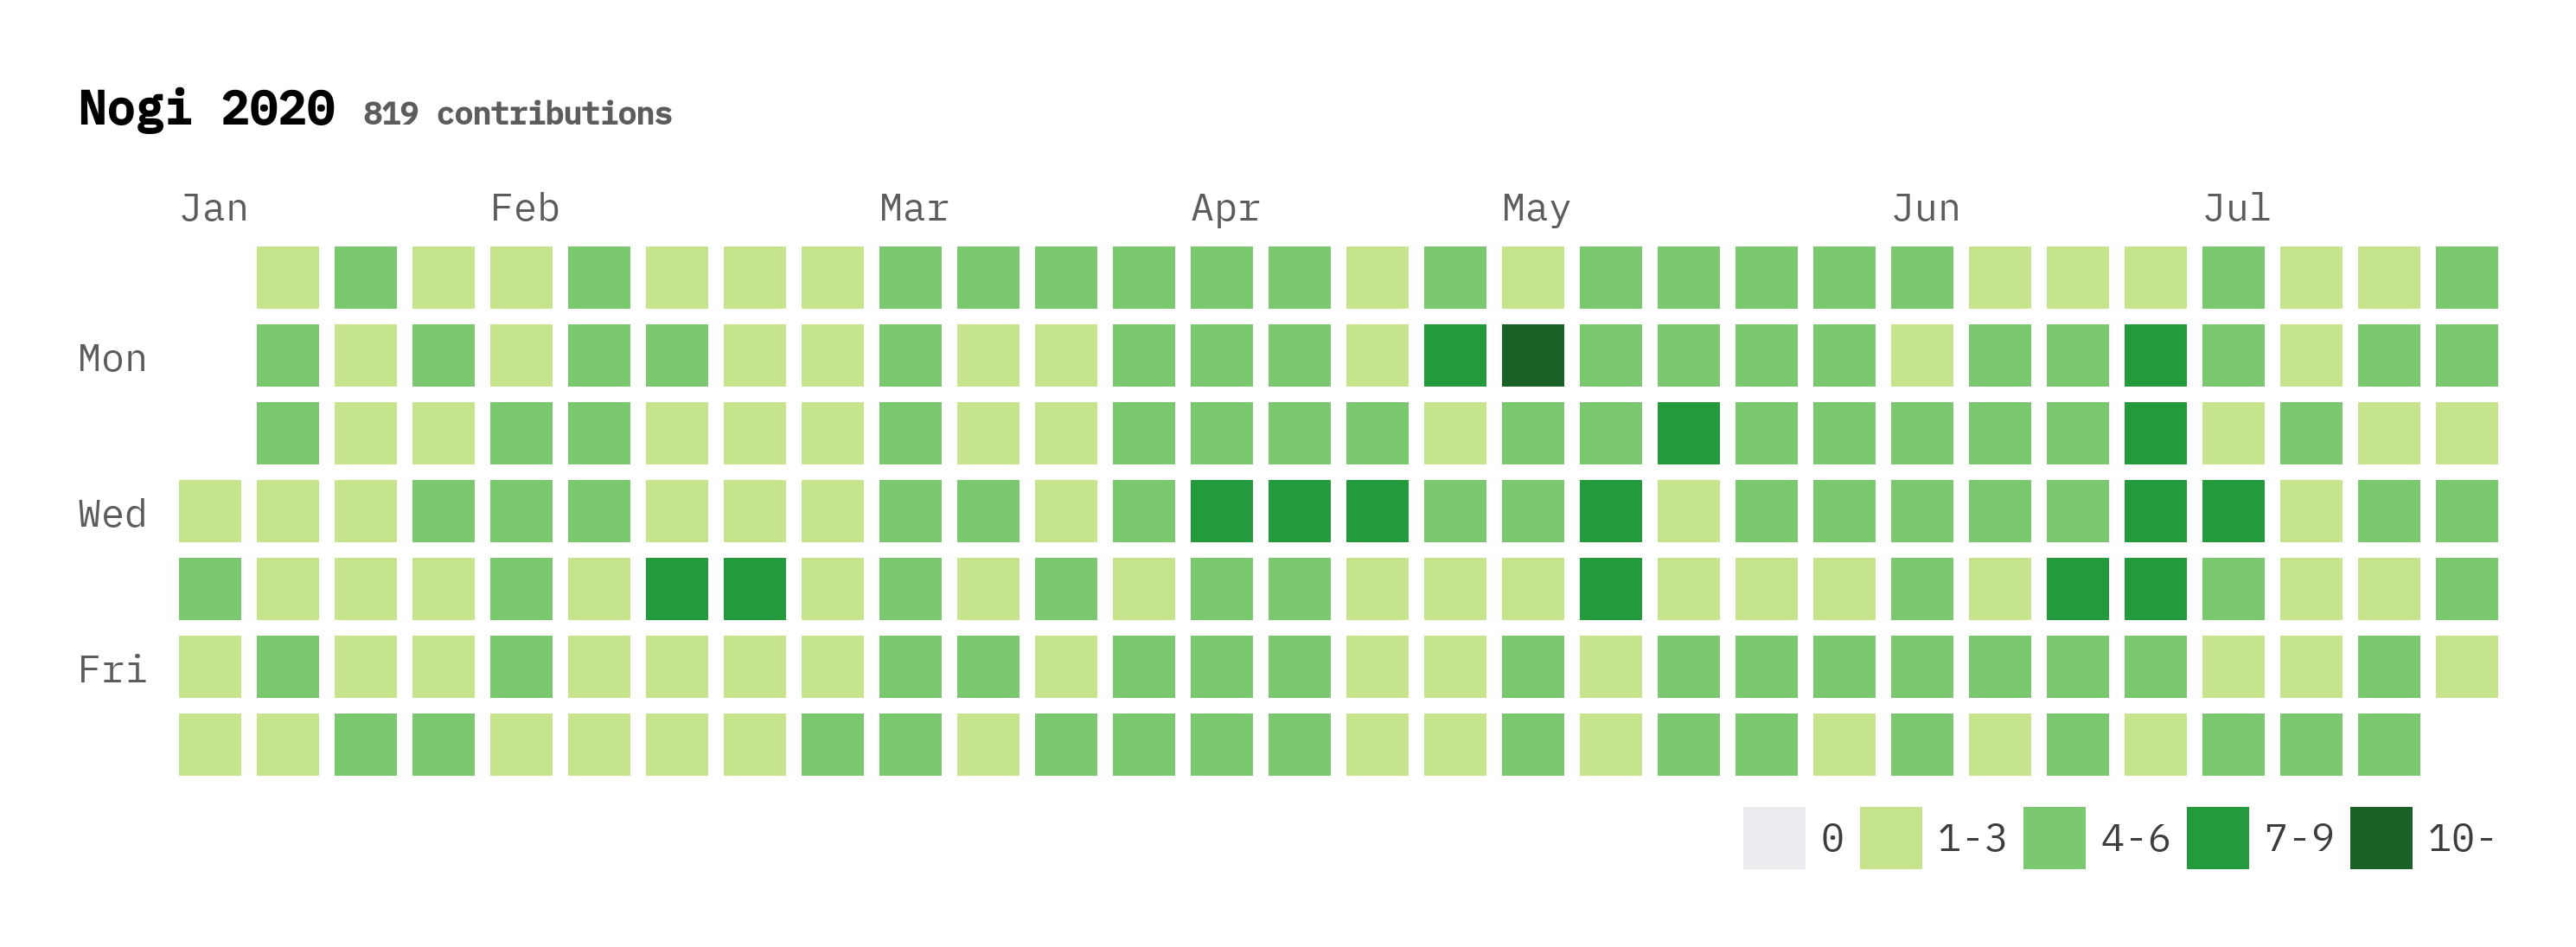 Nogi 2020 819 contributions
Jan Feb Mar Apr May Jun Jul
Mon
Wed
Fri
0 1-3 4-6 7-9 10-